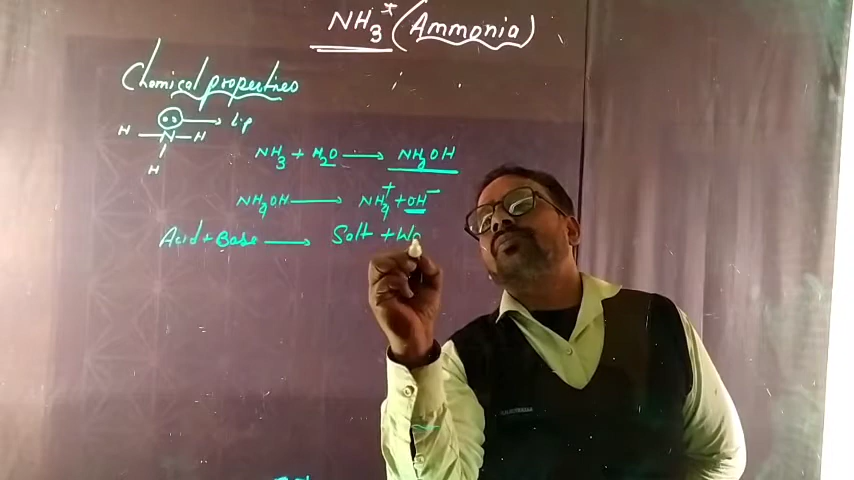 NH3* (Ammonia)
Chemical properties
H N H l.p
H
NH3 + H2O → NH4OH
NH4OH → NH4+ + OH-
Acid + Base → Salt + Wa